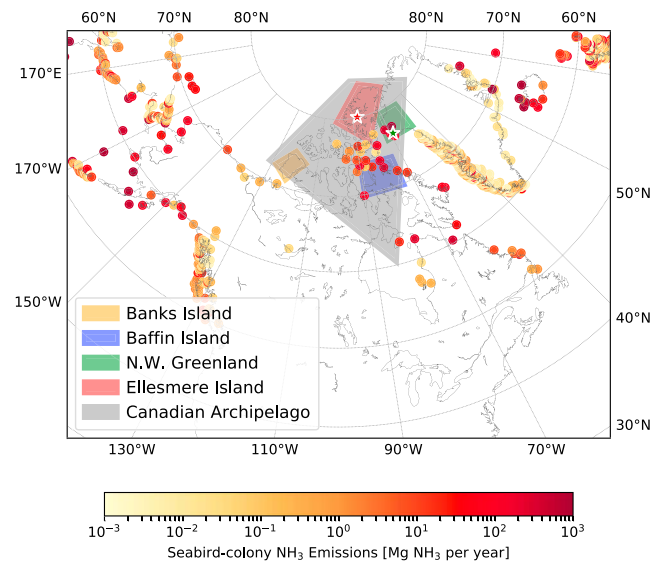 60°N 70°N 80°N 80°N 70°N 60°N
170°E
170°W
50°N
150°W
40°N
Banks Island
Baffin Island
N.W. Greenland
Ellesmere Island
Canadian Archipelago
30°N
130°W 110°W 90°W 70°W
10⁻³ 10⁻² 10⁻¹ 10⁰ 10¹ 10² 10³
Seabird-colony NH₃ Emissions [Mg NH₃ per year]